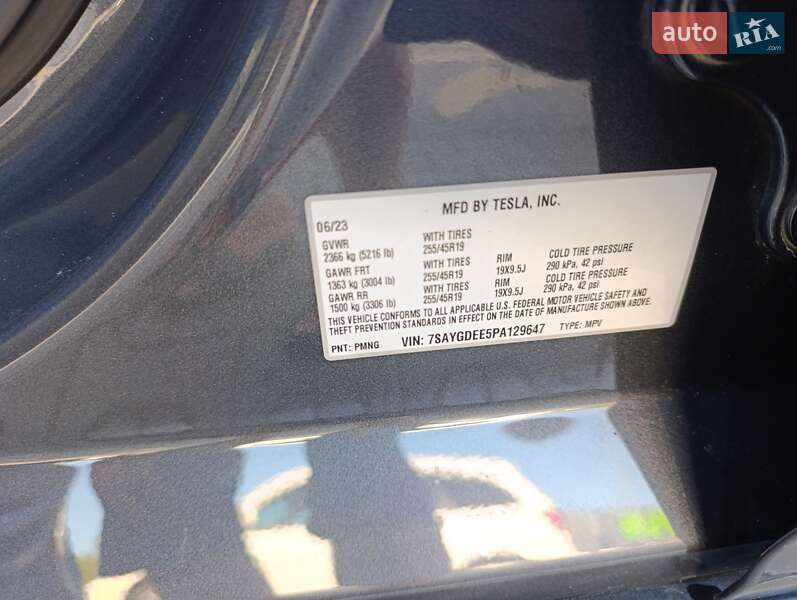 auto RIA .com
MFD BY TESLA, INC.
06/23
GVWR WITH TIRES
2366 kg (5216 lb) 255/45R19
GAWR FRT WITH TIRES RIM COLD TIRE PRESSURE
1363 kg (3004 lb) 255/45R19 19X9.5J 290 kPa, 42 psi
GAWR RR WITH TIRES RIM COLD TIRE PRESSURE
1500 kg (3306 lb) 255/45R19 19X9.5J 290 kPa, 42 psi
THIS VEHICLE CONFORMS TO ALL APPLICABLE U.S. FEDERAL MOTOR VEHICLE SAFETY AND
THEFT PREVENTION STANDARDS IN EFFECT ON THE DATE OF MANUFACTURE SHOWN ABOVE.
PNT: PMNG VIN: 7SAYGDEE5PA129647 TYPE: MPV